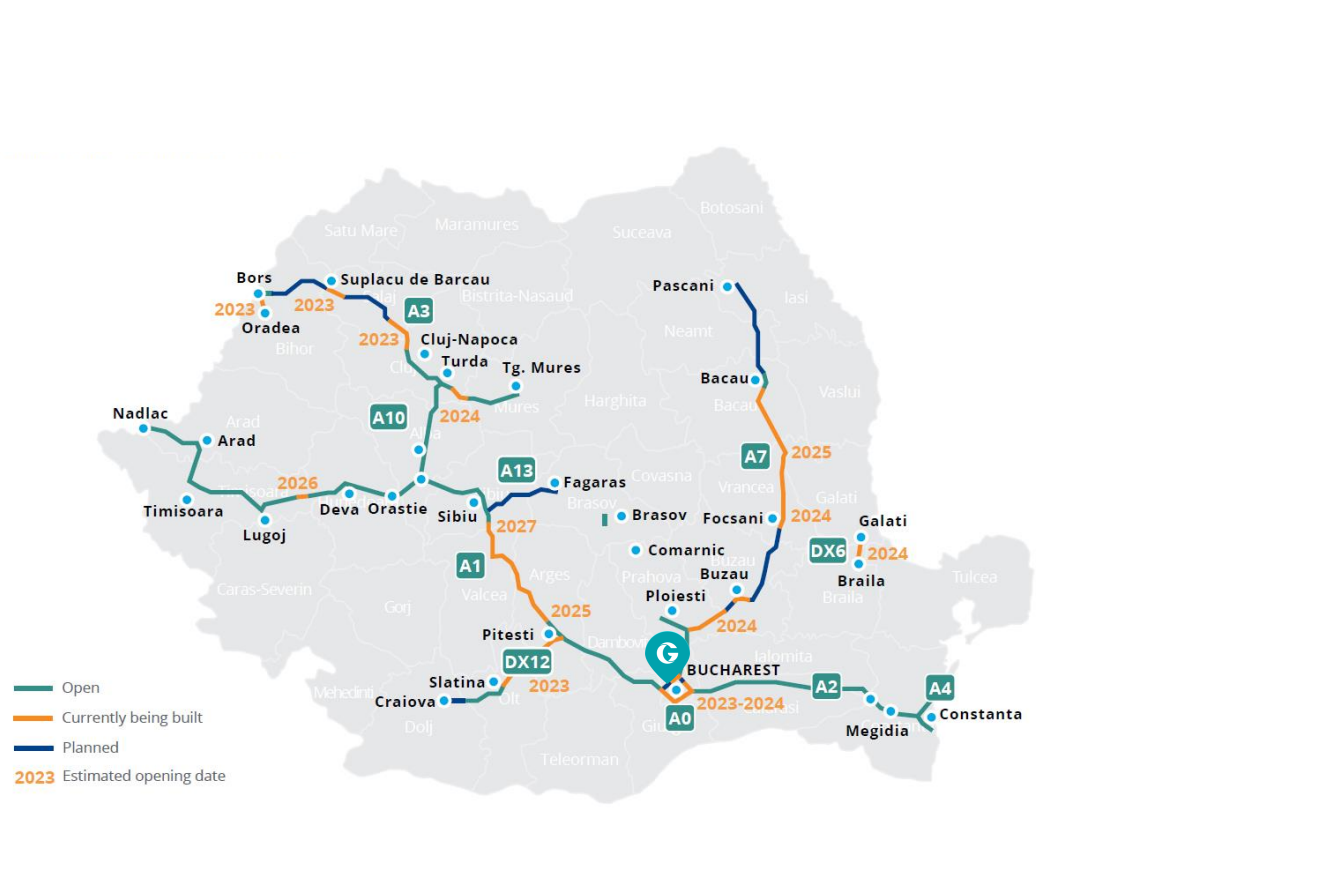 Botosani
Satu Mare
Maramures
Suceava
Bors
Suplacu de Barcau
Pascani
Iasi
Bistrita-Nasaud
2023
2023
A3
Oradea
Neamt
2023
Cluj-Napoca
Bihor
Turda
Tg. Mures
Bacau
Vaslui
Harghita
Bacau
Mures
Nadlac
A10
2024
Arad
Arad
A7
2025
A13
Covasna
Fagaras
2026
Vrancea
Galati
Brasov
Timisoara
Deva
Orastie
Sibiu
Brasov
Focsani
2024
2027
Galati
Lugoj
Comarnic
DX6
2024
A1
Arges
Buzau
Buzau
Prahova
Braila
Tulcea
Caras-Severin
Valcea
Ploiesti
Braila
Gorj
2025
2024
Pitesti
G
Ialomita
DX12
BUCHAREST
Slatina
2023
A2
A4
Open
Mehedinti
Olt
Craiova
2023-2024
Constanta
Currently being built
Dolj
A0
Megidia
Planned
Teleorman
2023 Estimated opening date